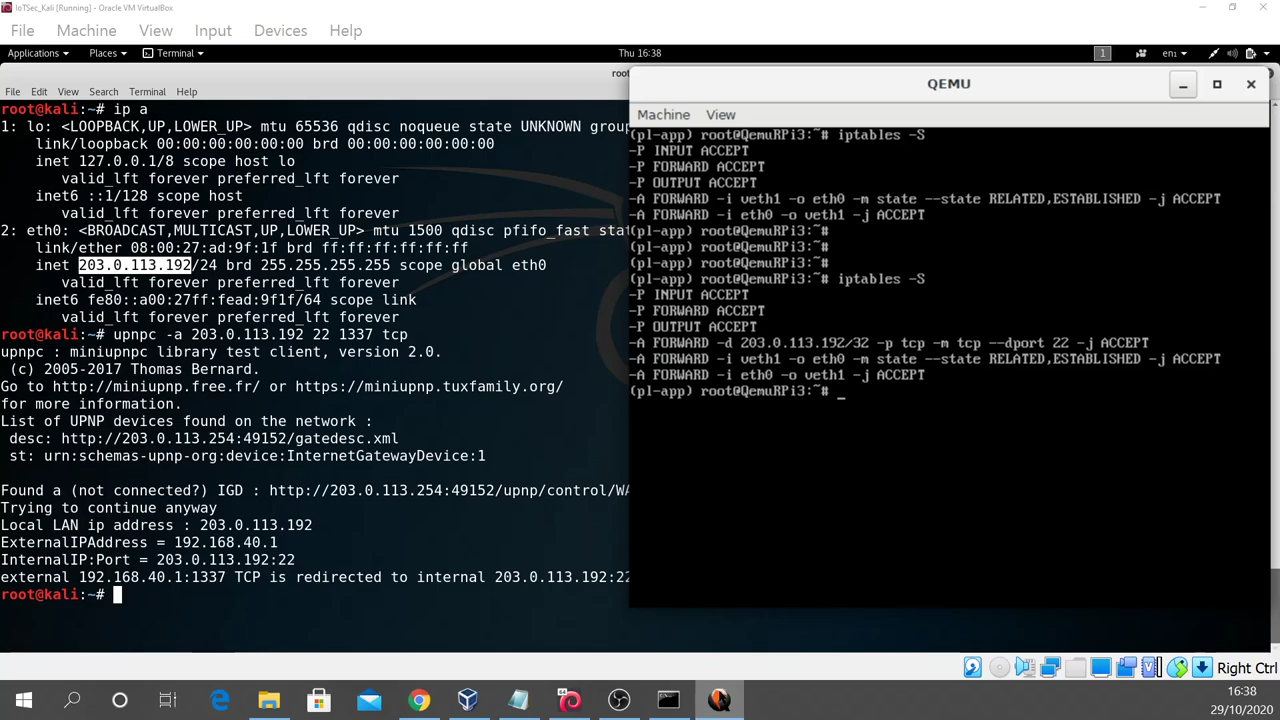 IoTSec_Kali [Running] - Oracle VM VirtualBox
File Machine View Input Devices Help
Applications Places Terminal Thu 16:38 1 en1
File Edit View Search Terminal Help
root@kali:~# ip a
1: lo: <LOOPBACK,UP,LOWER_UP> mtu 65536 qdisc noqueue state UNKNOWN group
link/loopback 00:00:00:00:00:00 brd 00:00:00:00:00:00
inet 127.0.0.1/8 scope host lo
valid_lft forever preferred_lft forever
inet6 ::1/128 scope host
valid_lft forever preferred_lft forever
2: eth0: <BROADCAST,MULTICAST,UP,LOWER_UP> mtu 1500 qdisc pfifo_fast stat
link/ether 08:00:27:ad:9f:1f brd ff:ff:ff:ff:ff:ff
inet 203.0.113.192/24 brd 255.255.255.255 scope global eth0
valid_lft forever preferred_lft forever
inet6 fe80::a00:27ff:fead:9f1f/64 scope link
valid_lft forever preferred_lft forever
root@kali:~# upnpc -a 203.0.113.192 22 1337 tcp
upnpc : miniupnpc library test client, version 2.0.
(c) 2005-2017 Thomas Bernard.
Go to http://miniupnp.free.fr/ or https://miniupnp.tuxfamily.org/
for more information.
List of UPNP devices found on the network :
desc: http://203.0.113.254:49152/gatedesc.xml
st: urn:schemas-upnp-org:device:InternetGatewayDevice:1
Found a (not connected?) IGD : http://203.0.113.254:49152/upnp/control/WA
Trying to continue anyway
Local LAN ip address : 203.0.113.192
ExternalIPAddress = 192.168.40.1
InternalIP:Port = 203.0.113.192:22
external 192.168.40.1:1337 TCP is redirected to internal 203.0.113.192:22
root@kali:~#
root
QEMU
Machine View
(pl-app) root@QemuRPi3:~# iptables -S
-P INPUT ACCEPT
-P FORWARD ACCEPT
-P OUTPUT ACCEPT
-A FORWARD -i veth1 -o eth0 -m state --state RELATED,ESTABLISHED -j ACCEPT
-A FORWARD -i eth0 -o veth1 -j ACCEPT
(pl-app) root@QemuRPi3:~#
(pl-app) root@QemuRPi3:~#
(pl-app) root@QemuRPi3:~#
(pl-app) root@QemuRPi3:~# iptables -S
-P INPUT ACCEPT
-P FORWARD ACCEPT
-P OUTPUT ACCEPT
-A FORWARD -d 203.0.113.192/32 -p tcp -m tcp --dport 22 -j ACCEPT
-A FORWARD -i veth1 -o eth0 -m state --state RELATED,ESTABLISHED -j ACCEPT
-A FORWARD -i eth0 -o veth1 -j ACCEPT
(pl-app) root@QemuRPi3:~# _
Right Ctrl
16:38
29/10/2020